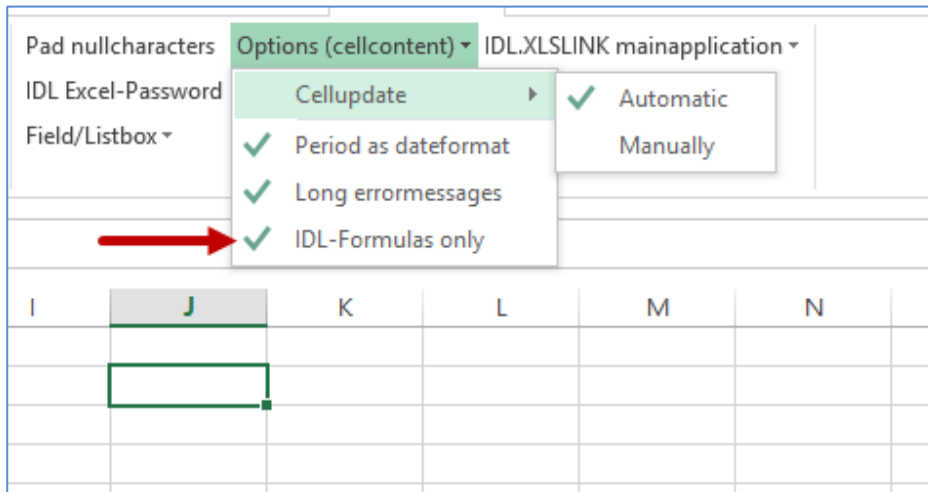 Pad nullcharacters Options (cellcontent) IDL.XLSLINK mainapplication
IDL Excel-Password Cellupdate Automatic
Field/Listbox Period as dateformat Manually
Long errormessages
IDL-Formulas only
I J K L M N